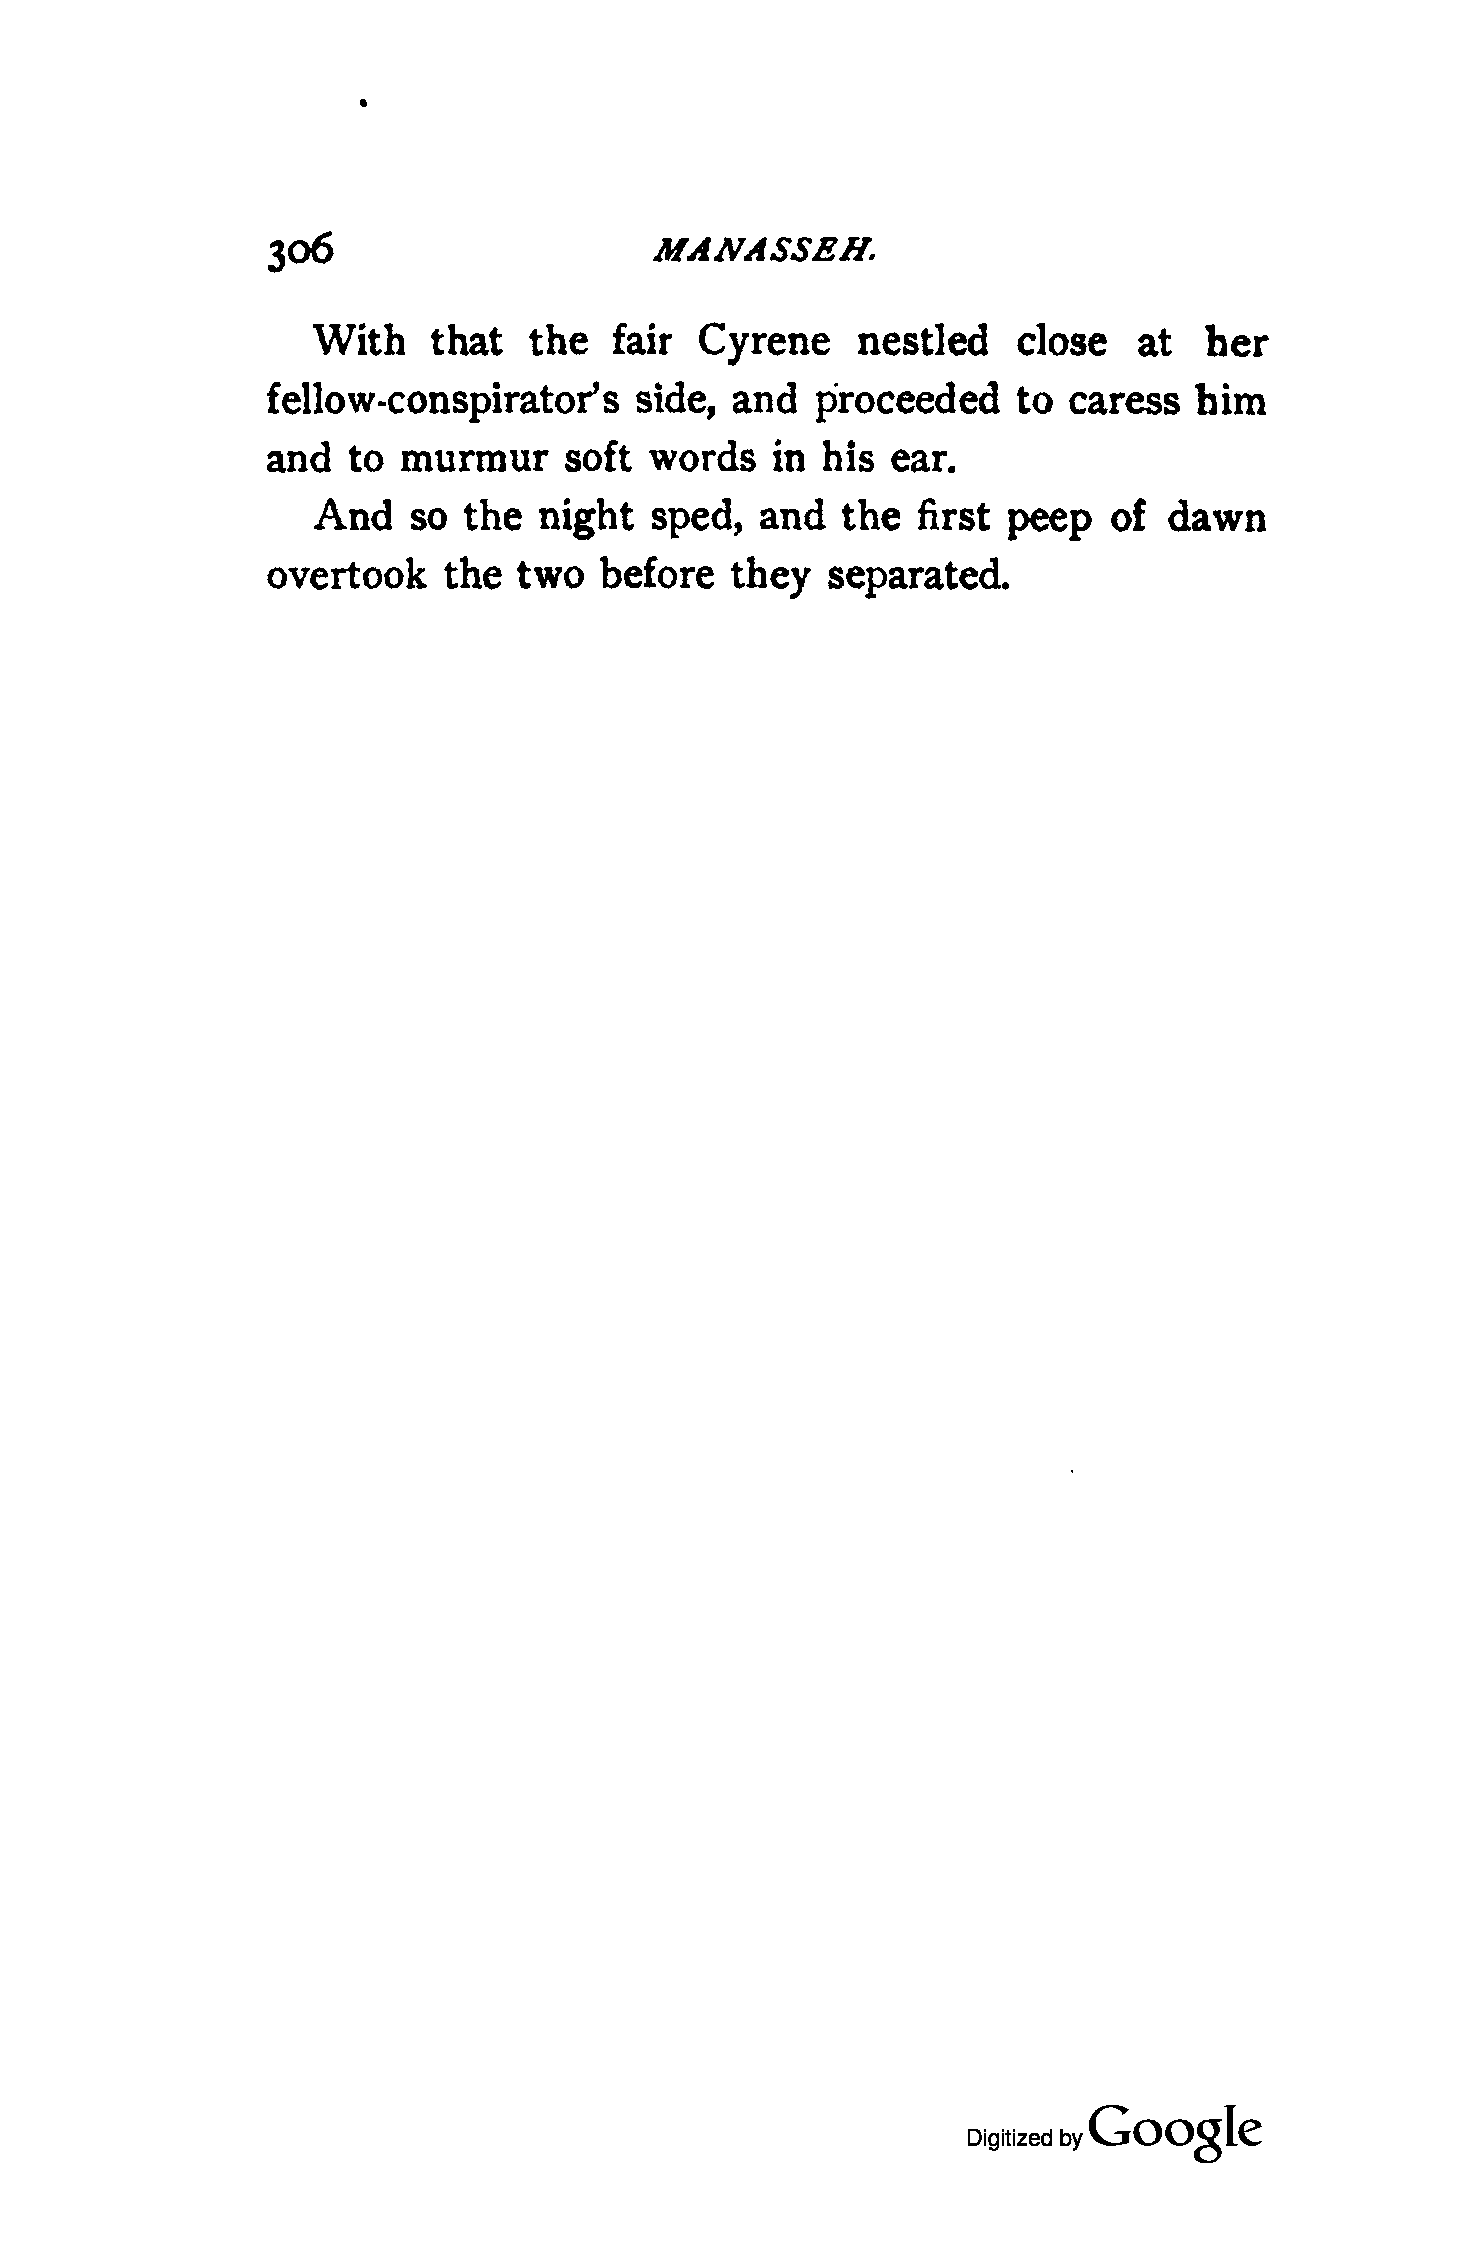 306 MANASSEH.
With that the fair Cyrene nestled close at her
fellow-conspirator's side, and proceeded to caress him
and to murmur soft words in his ear.
And so the night sped, and the first peep of dawn
overtook the two before they separated.
Digitized by Google